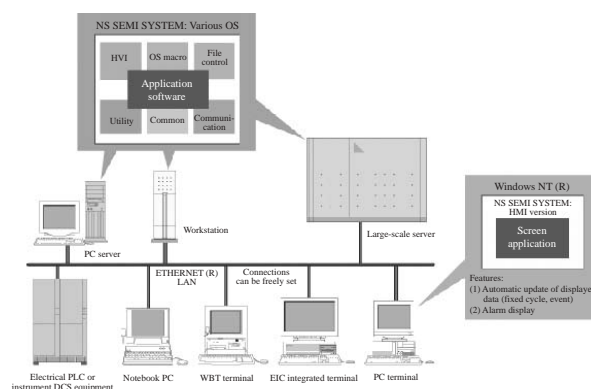 NS SEMI SYSTEM: Various OS
HVI
OS macro
File
control
Application
software
Utility
Common
Communi-
cation
PC server
Workstation
Large-scale server
Windows NT (R)
NS SEMI SYSTEM:
HMI version
Screen
application
Features:
(1) Automatic update of displayed
data (fixed cycle, event)
(2) Alarm display
ETHERNET (R)
LAN
Connections
can be freely set
Electrical PLC or
instrument DCS equipment
Notebook PC
WBT terminal
EIC integrated terminal
PC terminal